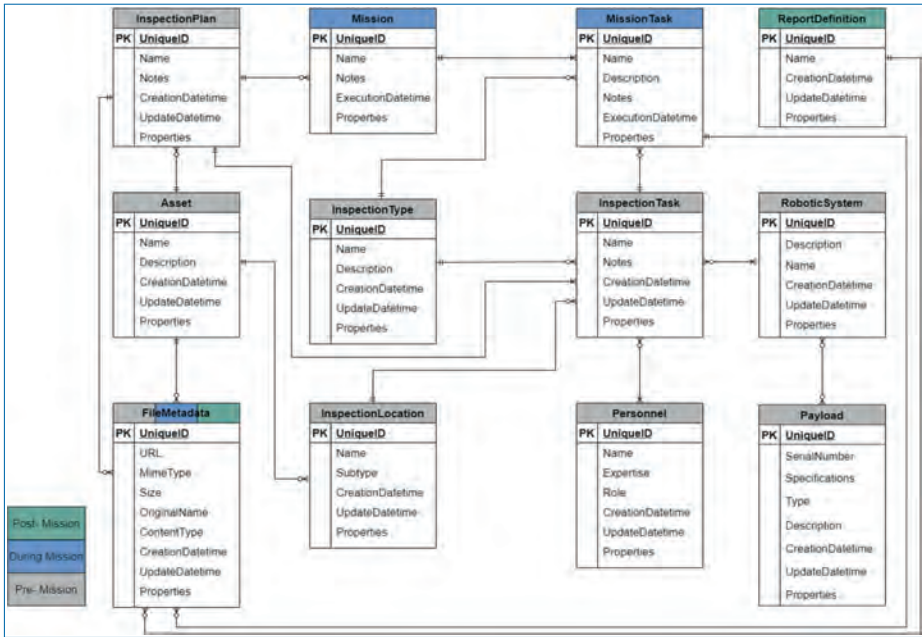 InspectionPlan
PK UniqueID
Name
Notes
CreationDatetime
UpdateDatetime
Properties
Mission
PK UniqueID
Name
Notes
ExecutionDatetime
Properties
MissionTask
PK UniqueID
Name
Description
Notes
ExecutionDatetime
Properties
ReportDefinition
PK UniqueID
Name
CreationDatetime
UpdateDatetime
Properties
Asset
PK UniqueID
Name
Description
CreationDatetime
UpdateDatetime
Properties
InspectionType
PK UniqueID
Name
Description
CreationDatetime
UpdateDatetime
Properties
InspectionTask
PK UniqueID
Name
Notes
CreationDatetime
UpdateDatetime
Properties
RoboticSystem
PK UniqueID
Description
Name
CreationDatetime
UpdateDatetime
Properties
FileMetadata
PK UniqueID
URL
MimeType
Size
OriginalName
ContentType
CreationDatetime
UpdateDatetime
Properties
InspectionLocation
PK UniqueID
Name
Subtype
CreationDatetime
UpdateDatetime
Properties
Personnel
PK UniqueID
Name
Expertise
Role
CreationDatetime
UpdateDatetime
Properties
Payload
PK UniqueID
SerialNumber
Specifications
Type
Description
CreationDatetime
UpdateDatetime
Properties
Post- Mission
During Mission
Pre- Mission